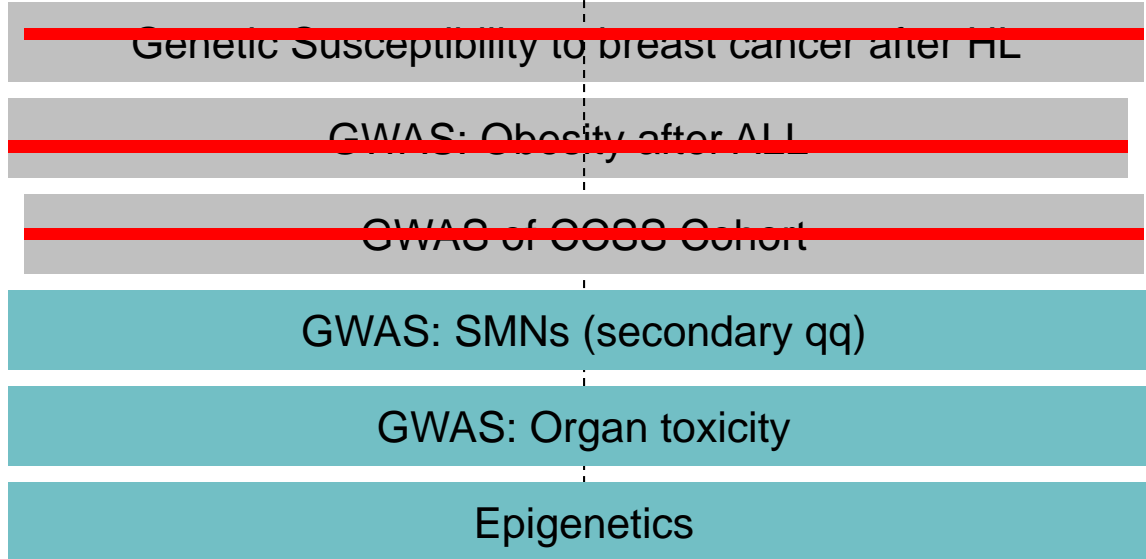 Genetic Susceptibility to breast cancer after HL
GWAS: Obesity after ALL
GWAS of CCSS Cohort
GWAS: SMNs (secondary qq)
GWAS: Organ toxicity
Epigenetics